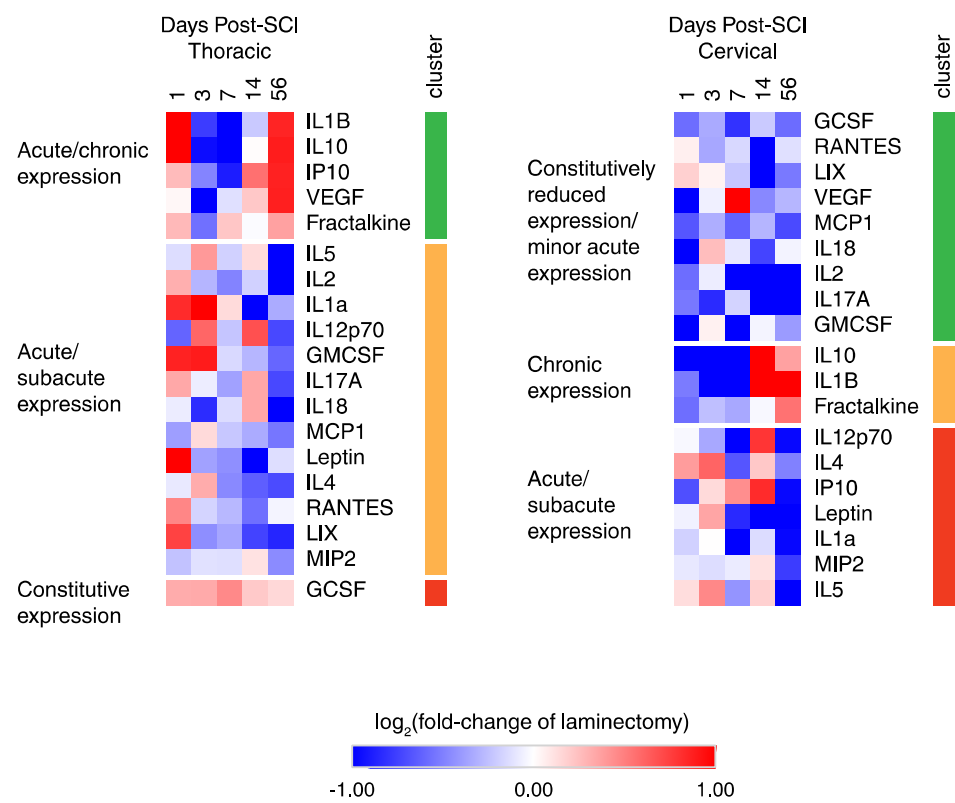 Days Post-SCI
Thoracic
1 3 7 14 56
cluster
Acute/chronic
expression
IL1B
IL10
IP10
VEGF
Fractalkine
Acute/
subacute
expression
IL5
IL2
IL1a
IL12p70
GMCSF
IL17A
IL18
MCP1
Leptin
IL4
RANTES
LIX
MIP2
Constitutive
expression
GCSF
Days Post-SCI
Cervical
1 3 7 14 56
cluster
Constitutively
reduced
expression/
minor acute
expression
GCSF
RANTES
LIX
VEGF
MCP1
IL18
IL2
IL17A
GMCSF
Chronic
expression
IL10
IL1B
Fractalkine
Acute/
subacute
expression
IL12p70
IL4
IP10
Leptin
IL1a
MIP2
IL5
log₂(fold-change of laminectomy)
-1.00 0.00 1.00